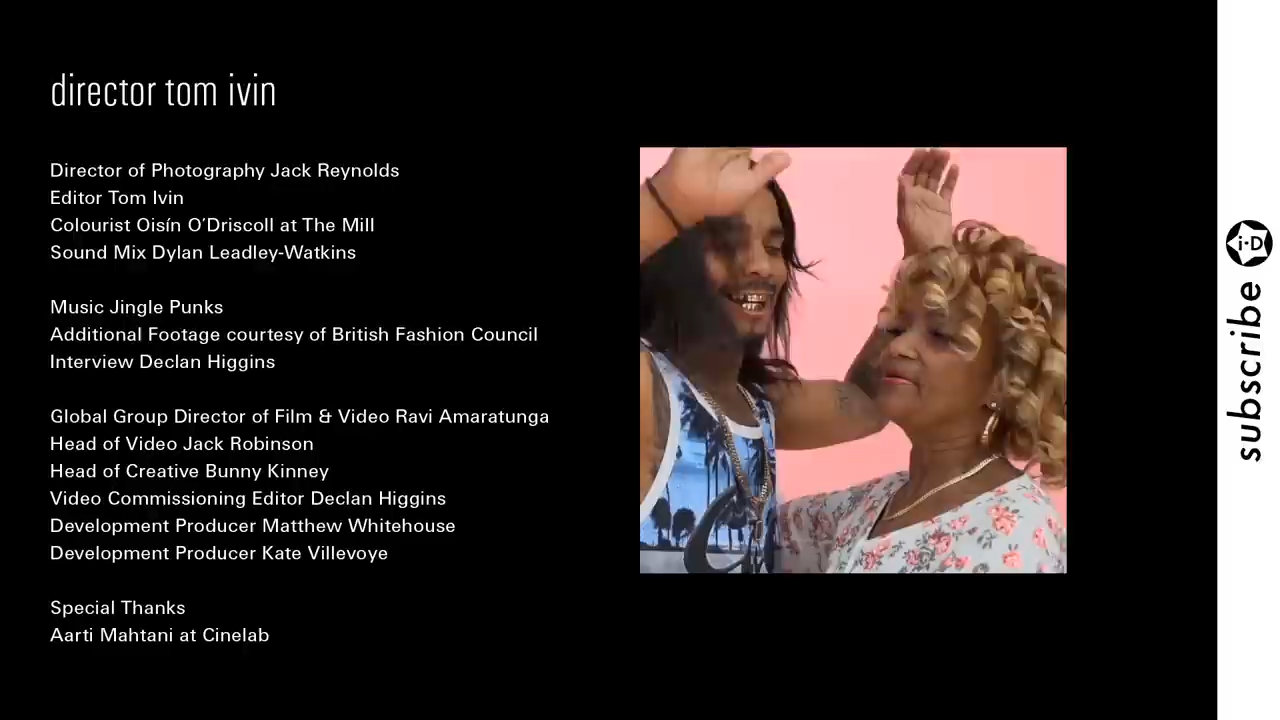 director tom ivin
Director of Photography Jack Reynolds
Editor Tom Ivin
Colourist Oisín O'Driscoll at The Mill
Sound Mix Dylan Leadley-Watkins
Music Jingle Punks
Additional Footage courtesy of British Fashion Council
Interview Declan Higgins
Global Group Director of Film & Video Ravi Amaratunga
Head of Video Jack Robinson
Head of Creative Bunny Kinney
Video Commissioning Editor Declan Higgins
Development Producer Matthew Whitehouse
Development Producer Kate Villevoye
Special Thanks
Aarti Mahtani at Cinelab
i-D
subscribe